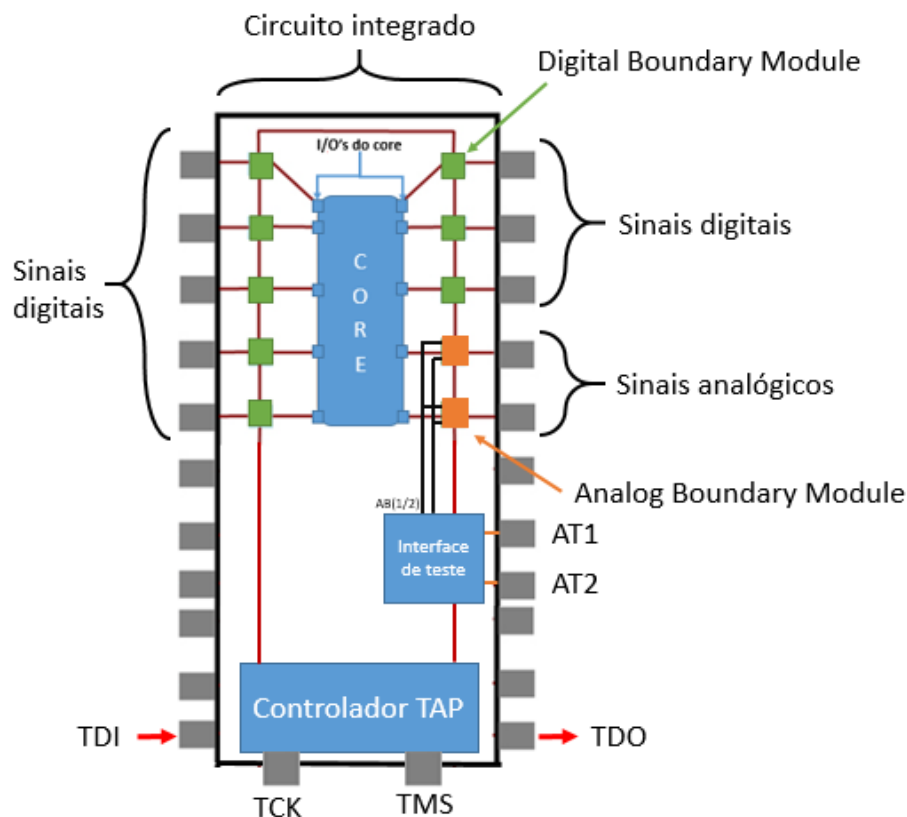 Circuito integrado
Digital Boundary Module
I/O's do core
Sinais
digitais
C
O
R
E
Sinais digitais
Sinais analógicos
Analog Boundary Module
AB(1/2)
Interface
de teste
AT1
AT2
Controlador TAP
TDI
TDO
TCK
TMS